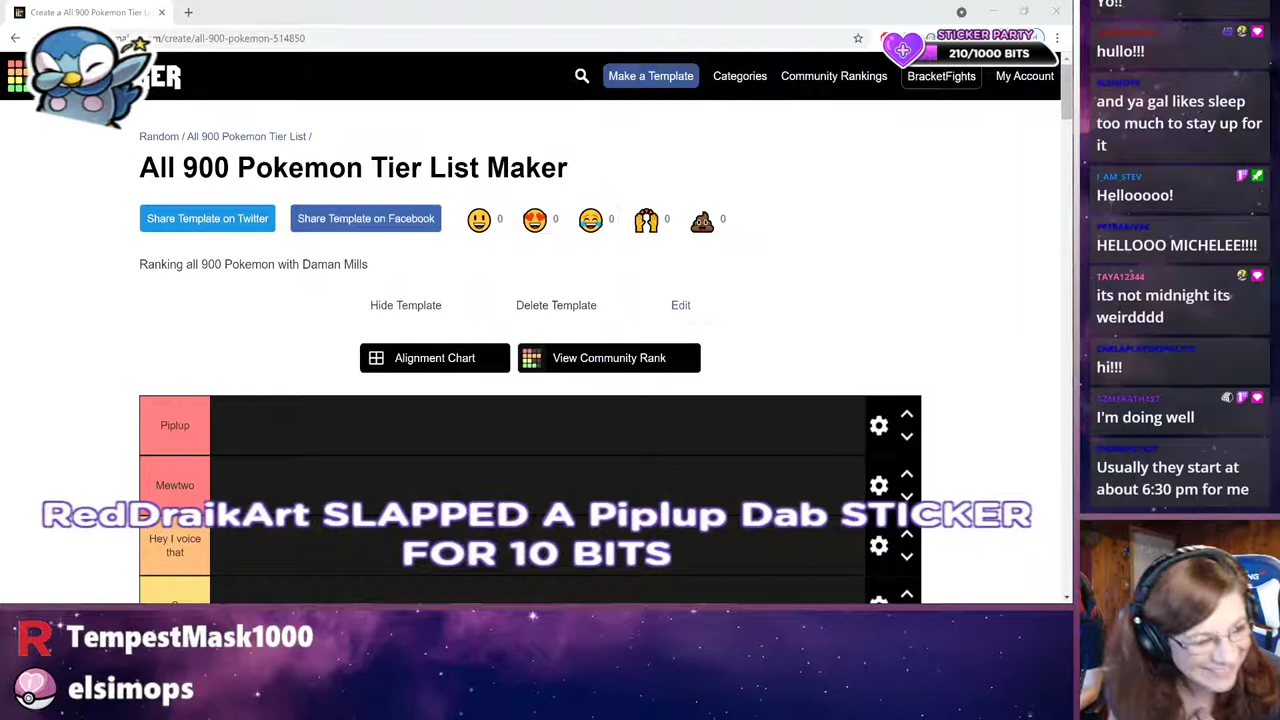 Create a All 900 Pokemon Tier L
/create/all-900-pokemon-514850
STICKER PARTY
210/1000 BITS
ER
Make a Template
Categories
Community Rankings
BracketFights
My Account
Random / All 900 Pokemon Tier List /
All 900 Pokemon Tier List Maker
Share Template on Twitter
Share Template on Facebook
0
0
0
0
0
Ranking all 900 Pokemon with Daman Mills
Hide Template
Delete Template
Edit
Alignment Chart
View Community Rank
Piplup
Mewtwo
Hey I voice
that
RedDraikArt SLAPPED A Piplup Dab STICKER
FOR 10 BITS
R TempestMask1000
elsimops
Yo!!
hullo!!!
ELSIMOPS
and ya gal likes sleep
too much to stay up for
it
I_AM_STEV
Hellooooo!
HELLOOO MICHELEE!!!!
TAYA12344
its not midnight its
weirdddd
hi!!!
AZMERATH457
I'm doing well
Usually they start at
about 6:30 pm for me